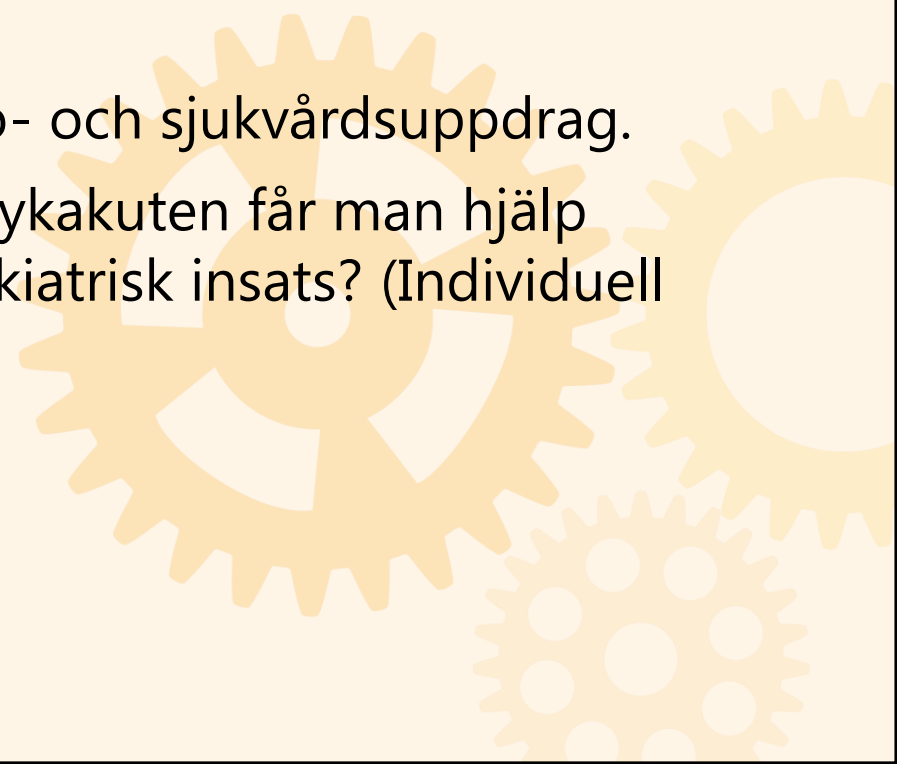 - och sjukvårdsuppdrag.
ykakuten får man hjälp
kiatrisk insats? (Individuell